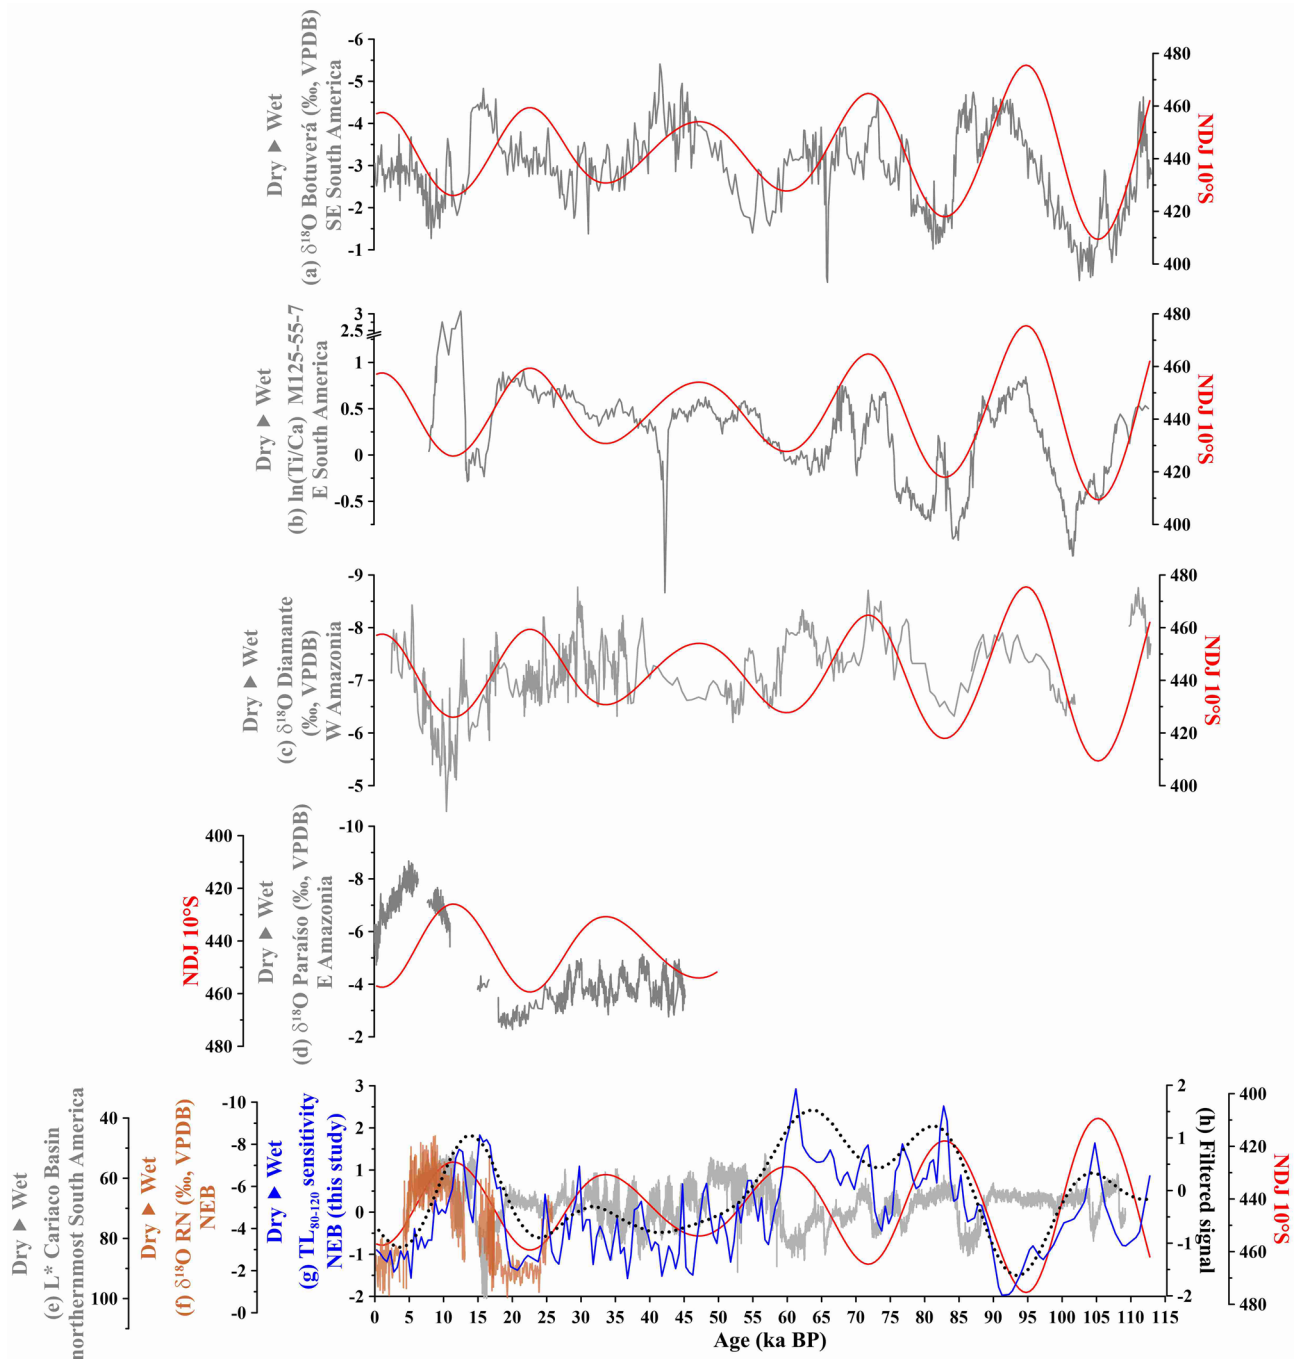 Dry ► Wet
(a) δ¹⁸O Botuverá (‰, VPDB)
SE South America
-6
-5
-4
-3
-2
-1
480
460
440
420
400
NDJ 10°S
Dry ► Wet
(b) ln(Ti/Ca) M125-55-7
E South America
3
2.5
1
0.5
0
-0.5
480
460
440
420
400
NDJ 10°S
Dry ► Wet
(c) δ¹⁸O Diamante
(‰, VPDB)
W Amazonia
-9
-8
-7
-6
-5
480
460
440
420
400
NDJ 10°S
NDJ 10°S
400
420
440
460
480
Dry ► Wet
(d) δ¹⁸O Paraíso (‰, VPDB)
E Amazonia
-10
-8
-6
-4
-2
Dry ► Wet
(e) L* Cariaco Basin
northernmost South America
40
60
80
100
Dry ► Wet
(f) δ¹⁸O RN (‰, VPDB)
NEB
-10
-8
-6
-4
-2
-0
Dry ► Wet
(g) TL80-120 sensitivity
NEB (this study)
3
2
1
0
-1
-2
2
1
0
-1
-2
(h) Filtered signal
400
420
440
460
480
NDJ 10°S
0 5 10 15 20 25 30 35 40 45 50 55 60 65 70 75 80 85 90 95 100 105 110 115
Age (ka BP)